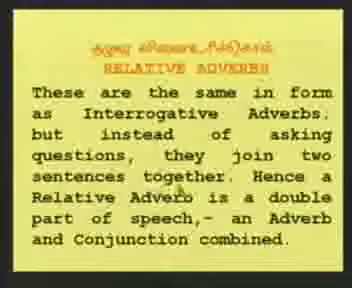 RELATIVE ADVERBS
These are the same in form
as Interrogative Adverbs,
but instead of asking
questions, they join two
sentences together. Hence a
Relative Adverb is a double
part of speech,- an Adverb
and Conjunction combined.